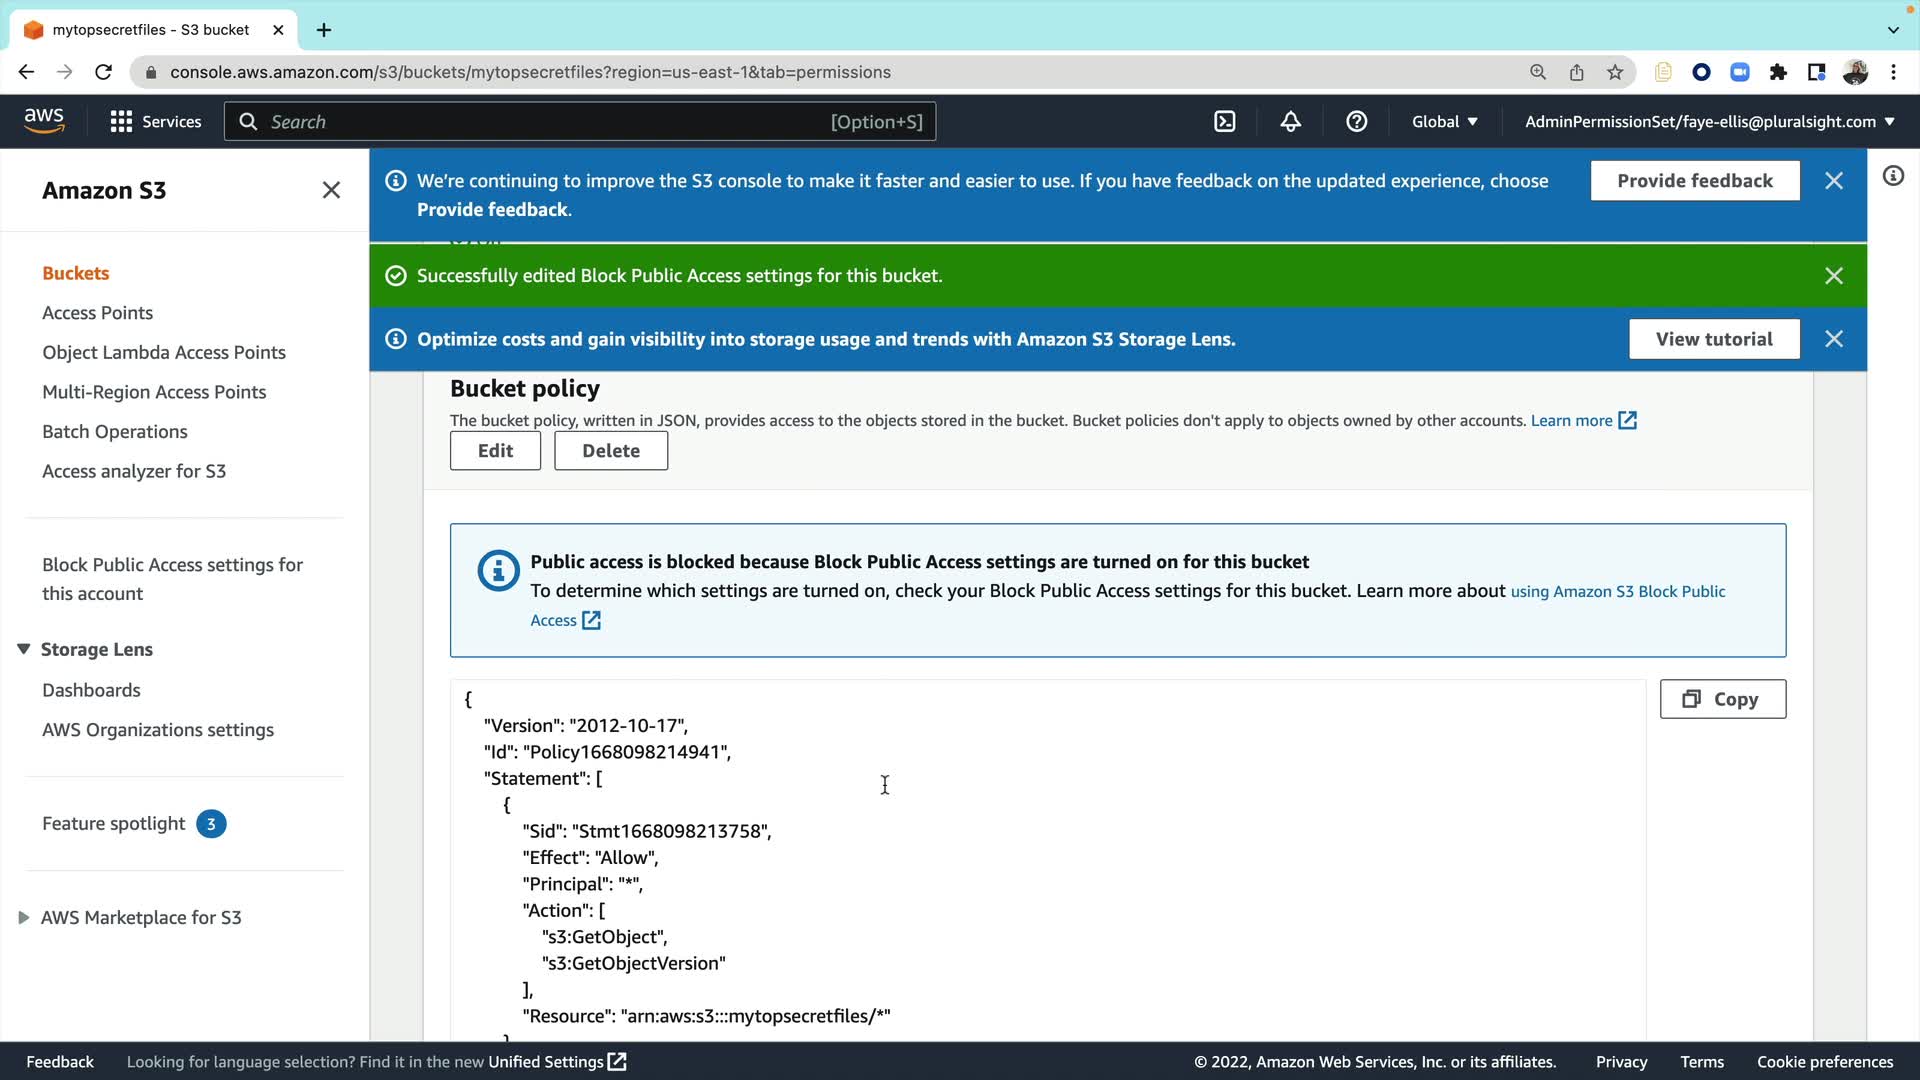 mytopsecretfiles - S3 bucket
console.aws.amazon.com/s3/buckets/mytopsecretfiles?region=us-east-1&tab=permissions
aws
Services
Search
[Option+S]
Global
AdminPermissionSet/faye-ellis@pluralsight.com
Amazon S3
Buckets
Access Points
Object Lambda Access Points
Multi-Region Access Points
Batch Operations
Access analyzer for S3
Block Public Access settings for
this account
Storage Lens
Dashboards
AWS Organizations settings
Feature spotlight 3
AWS Marketplace for S3
We're continuing to improve the S3 console to make it faster and easier to use. If you have feedback on the updated experience, choose
Provide feedback.
Provide feedback
Successfully edited Block Public Access settings for this bucket.
Optimize costs and gain visibility into storage usage and trends with Amazon S3 Storage Lens.
View tutorial
Bucket policy
The bucket policy, written in JSON, provides access to the objects stored in the bucket. Bucket policies don't apply to objects owned by other accounts. Learn more
Edit
Delete
Public access is blocked because Block Public Access settings are turned on for this bucket
To determine which settings are turned on, check your Block Public Access settings for this bucket. Learn more about using Amazon S3 Block Public
Access
Copy
{
"Version": "2012-10-17",
"Id": "Policy1668098214941",
"Statement": [
{
"Sid": "Stmt1668098213758",
"Effect": "Allow",
"Principal": "*",
"Action": [
"s3:GetObject",
"s3:GetObjectVersion"
],
"Resource": "arn:aws:s3:::mytopsecretfiles/*"
Feedback
Looking for language selection? Find it in the new Unified Settings
© 2022, Amazon Web Services, Inc. or its affiliates.
Privacy
Terms
Cookie preferences